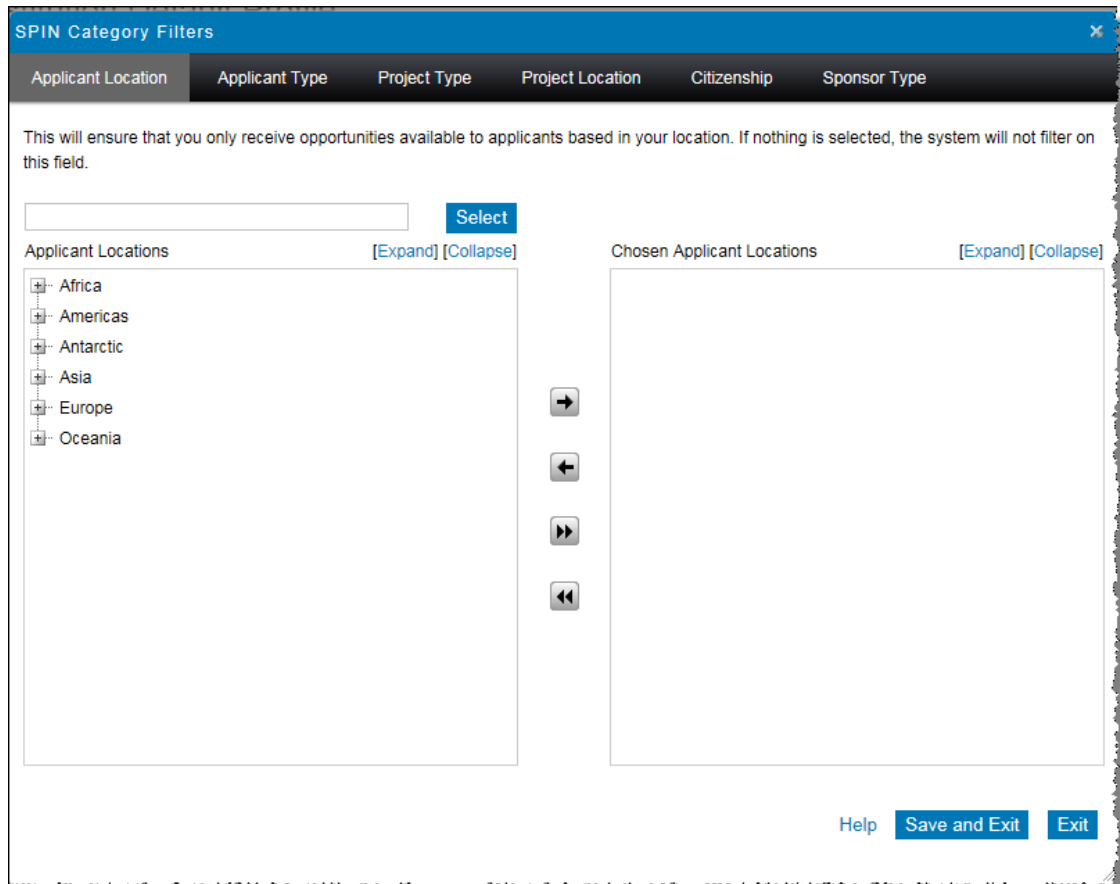 SPIN Category Filters
Applicant Location Applicant Type Project Type Project Location Citizenship Sponsor Type
This will ensure that you only receive opportunities available to applicants based in your location. If nothing is selected, the system will not filter on
this field.
Select
Applicant Locations [Expand] [Collapse] Chosen Applicant Locations [Expand] [Collapse]
Africa
Americas
Antarctic
Asia
Europe
Oceania
Help Save and Exit Exit